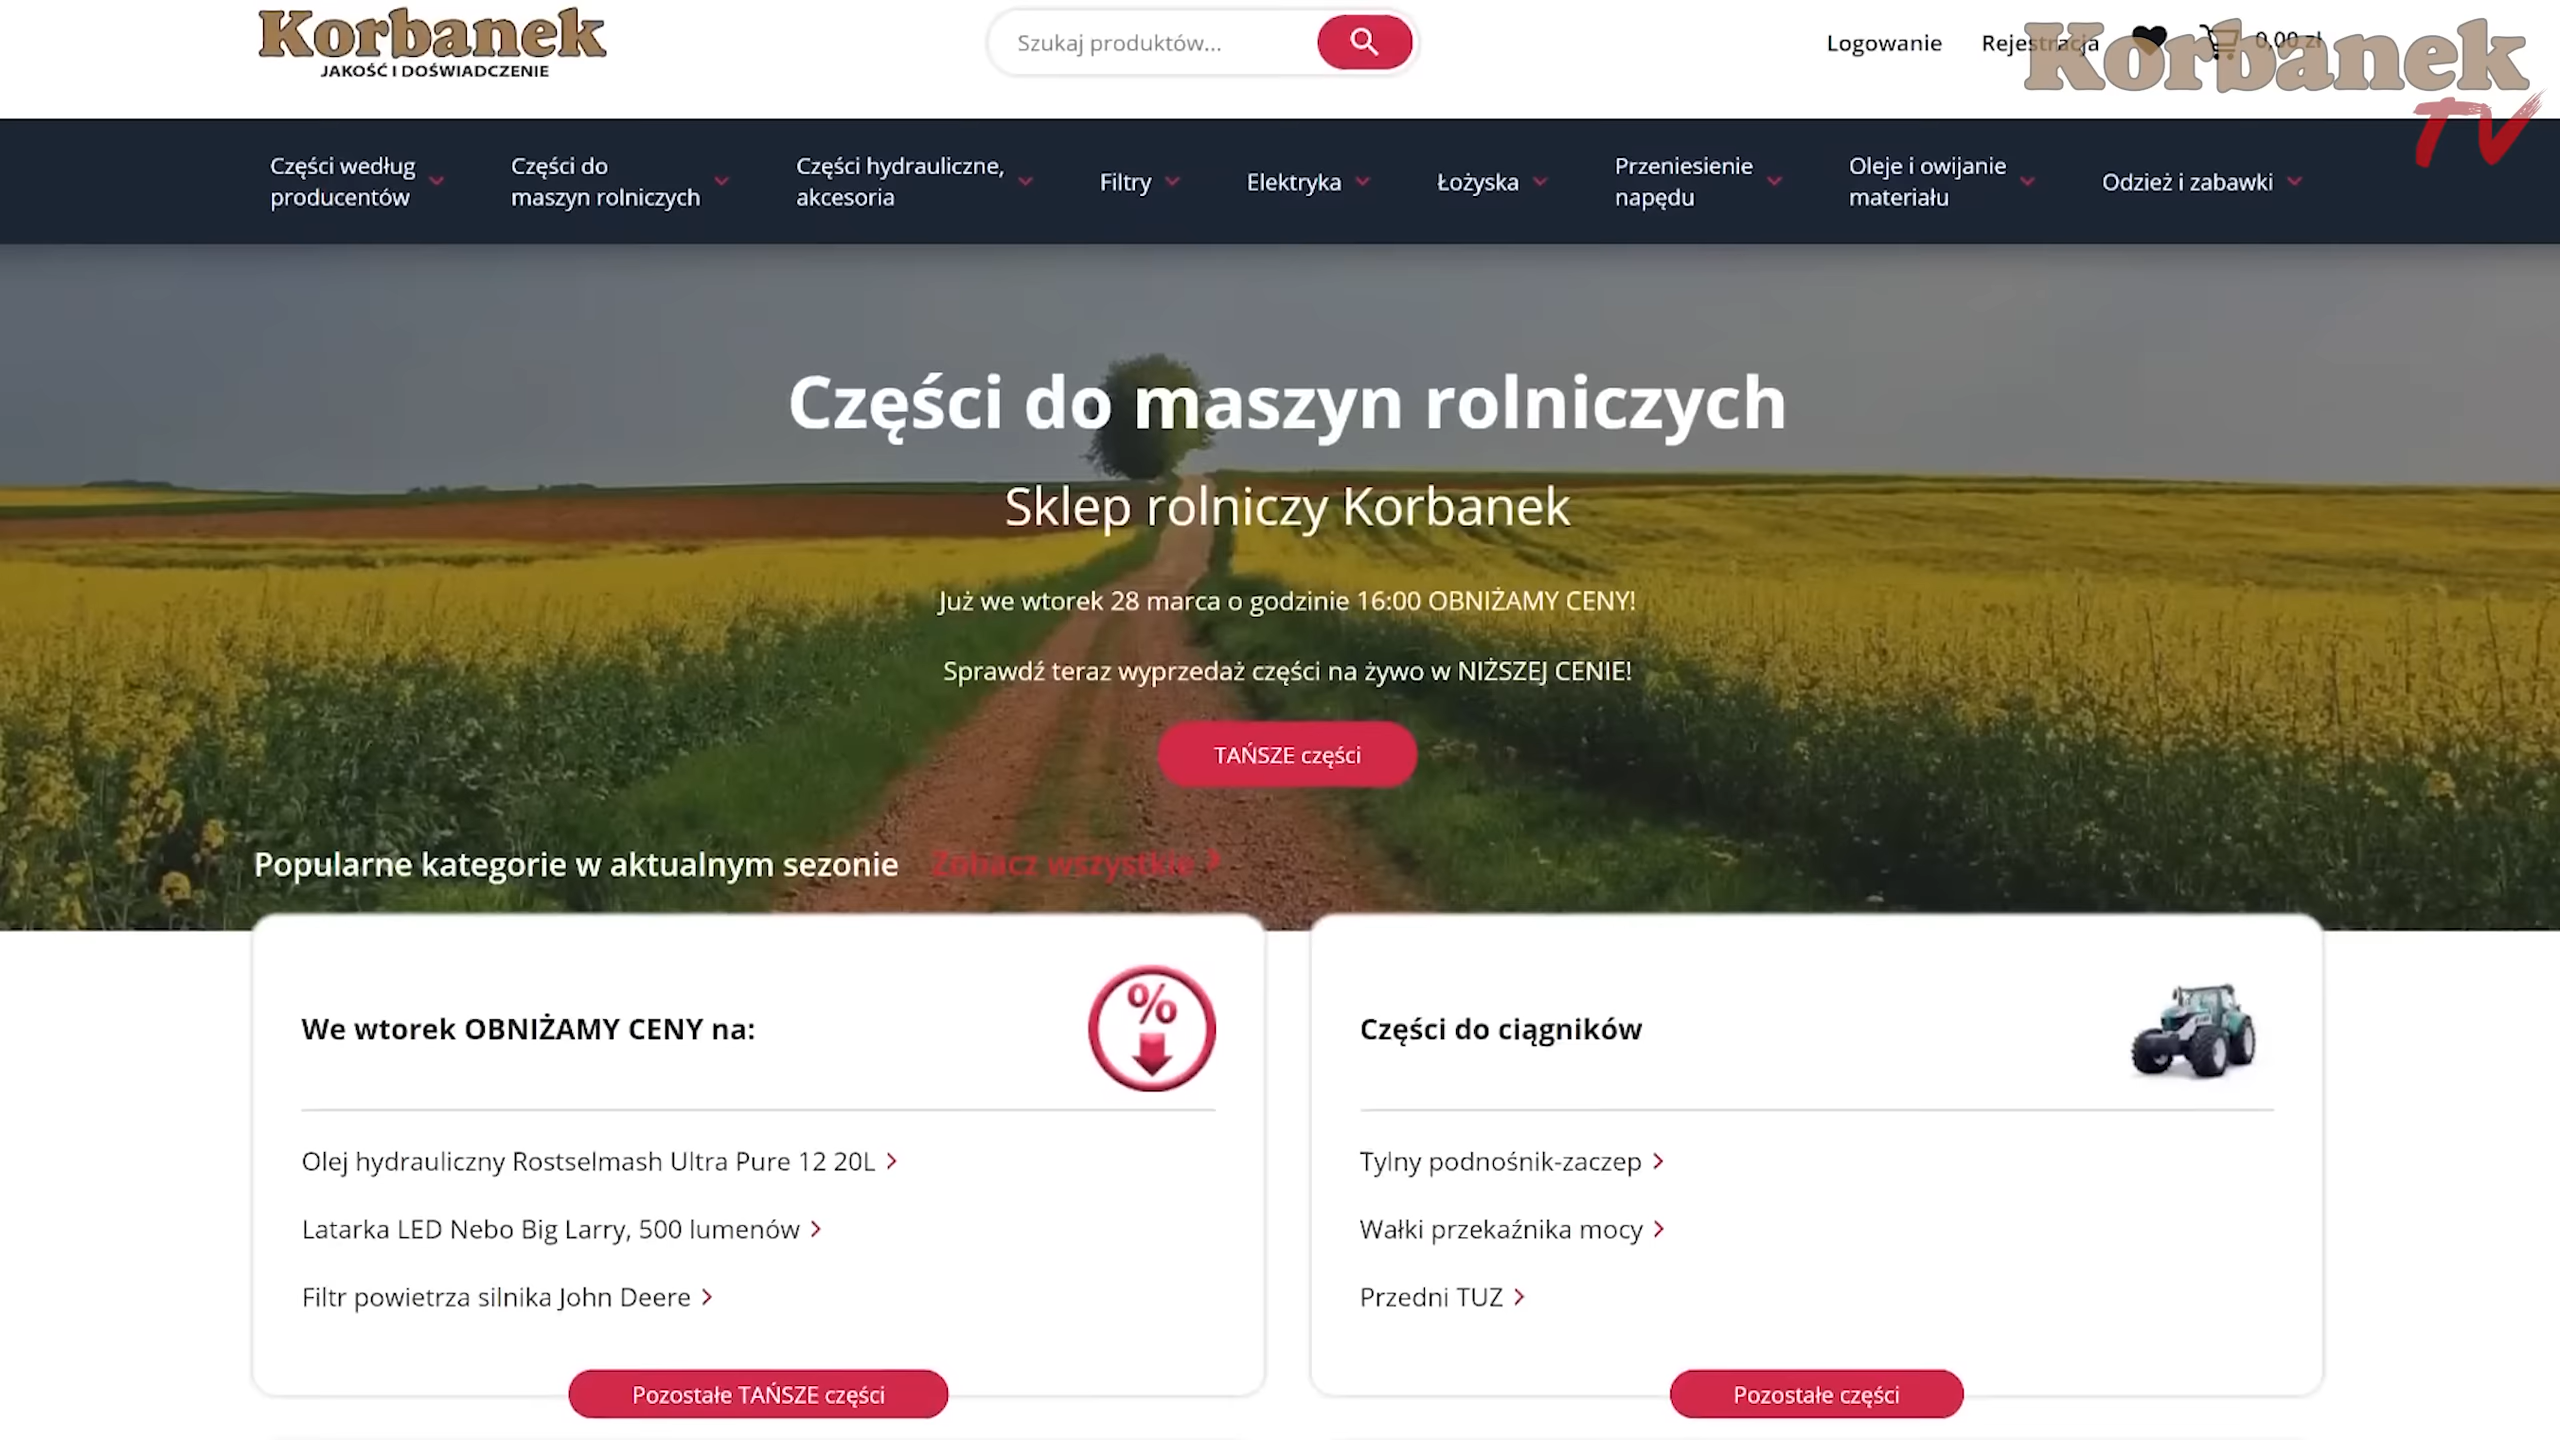 Korbanek
JAKOŚĆ I DOŚWIADCZENIE
Szukaj produktów...
Logowanie
Rejestracja
0,00 zł
Korbanek
TV
Części według
producentów
Części do
maszyn rolniczych
Części hydrauliczne,
akcesoria
Filtry
Elektryka
Łożyska
Przeniesienie
napędu
Oleje i owijanie
materiału
Odzież i zabawki
Części do maszyn rolniczych
Sklep rolniczy Korbanek
Już we wtorek 28 marca o godzinie 16:00 OBNIŻAMY CENY!
Sprawdź teraz wyprzedaż części na żywo w NIŻSZEJ CENIE!
TAŃSZE części
Popularne kategorie w aktualnym sezonie Zobacz wszystkie
We wtorek OBNIŻAMY CENY na:
%
Olej hydrauliczny Rostselmash Ultra Pure 12 20L
Latarka LED Nebo Big Larry, 500 lumenów
Filtr powietrza silnika John Deere
Pozostałe TAŃSZE części
Części do ciągników
Tylny podnośnik-zaczep
Wałki przekaźnika mocy
Przedni TUZ
Pozostałe części